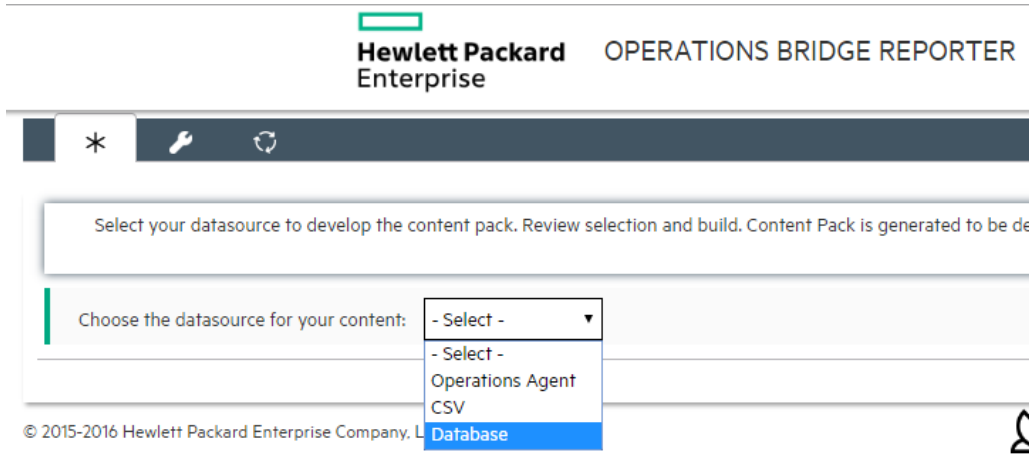 Hewlett Packard
Enterprise
OPERATIONS BRIDGE REPORTER
Select your datasource to develop the content pack. Review selection and build. Content Pack is generated to be de
Choose the datasource for your content:
- Select -
- Select -
Operations Agent
CSV
Database
© 2015-2016 Hewlett Packard Enterprise Company, L